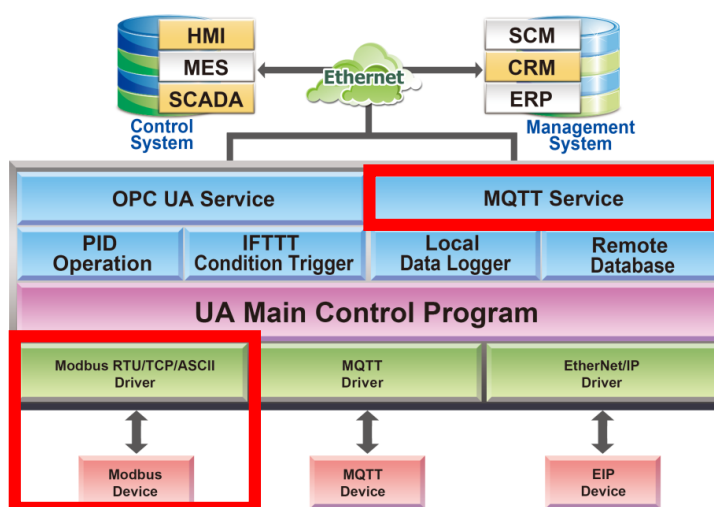 HMI
MES
SCADA
Control
System
Ethernet
SCM
CRM
ERP
Management
System
OPC UA Service
MQTT Service
PID
Operation
IFTTT
Condition Trigger
Local
Data Logger
Remote
Database
UA Main Control Program
Modbus RTU/TCP/ASCII
Driver
MQTT
Driver
EtherNet/IP
Driver
Modbus
Device
MQTT
Device
EIP
Device